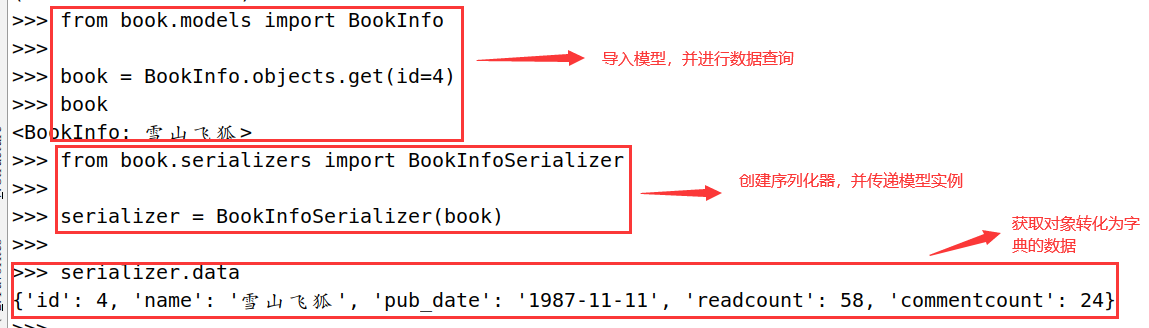 >>> from book.models import BookInfo
>>>
导入模型，并进行数据查询
>>> book = BookInfo.objects.get(id=4)
>>> book
<BookInfo: 雪山飞狐>
>>> from book.serializers import BookInfoSerializer
>>>
创建序列化器，并传递模型实例
>>> serializer = BookInfoSerializer(book)
>>>
获取对象转化为字
典的数据
>>> serializer.data
{'id': 4, 'name': '雪山飞狐', 'pub_date': '1987-11-11', 'readcount': 58, 'commentcount': 24}
>>>